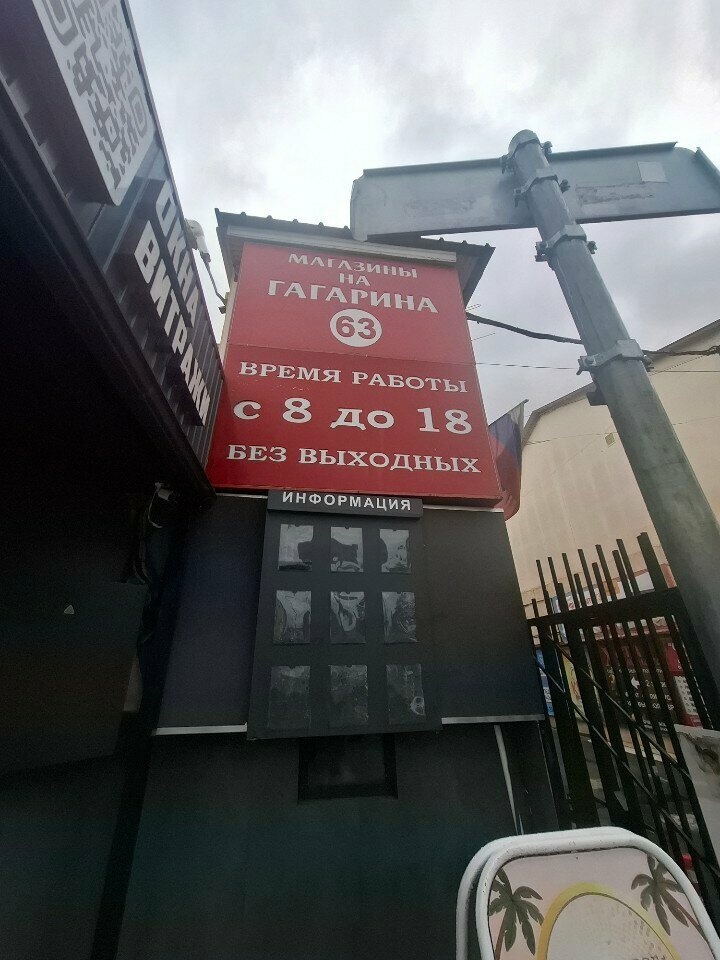 ОКНА
ВИТРАЖИ
МАГАЗИНЫ
НА
ГАГАРИНА
63
ВРЕМЯ РАБОТЫ
с 8 до 18
БЕЗ ВЫХОДНЫХ
ИНФОРМАЦИЯ